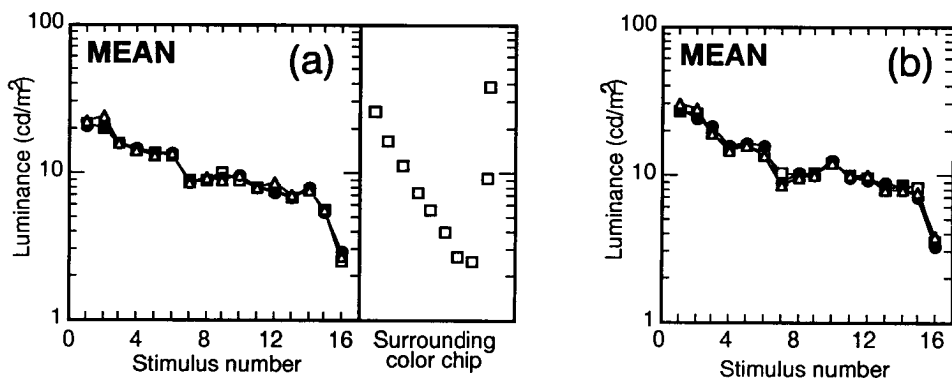 100
MEAN
(a)
10
Luminance (cd/m²)
1
0 4 8 12 16
Stimulus number
Surrounding
color chip
100
MEAN
(b)
10
Luminance (cd/m²)
1
0 4 8 12 16
Stimulus number